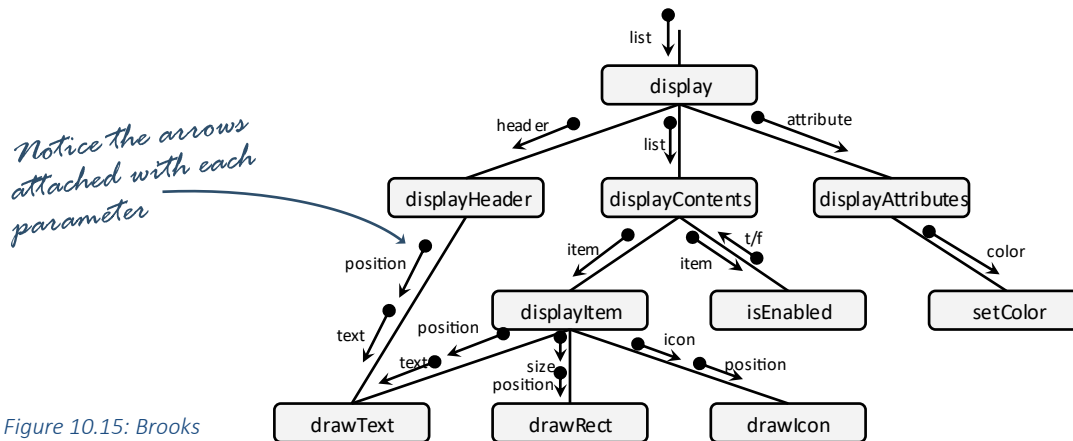 list
display
header
list
attribute
Notice the arrows
attached with each
parameter
displayHeader
displayContents
displayAttributes
position
item
item
t/f
color
displayItem
isEnabled
setColor
text
position
text
size
position
icon
position
drawText
drawRect
drawIcon
Figure 10.15: Brooks